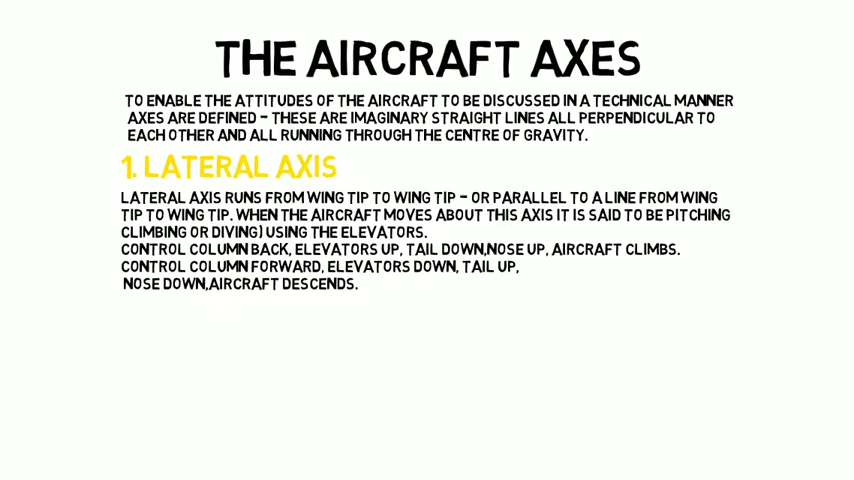 THE AIRCRAFT AXES
TO ENABLE THE ATTITUDES OF THE AIRCRAFT TO BE DISCUSSED IN A TECHNICAL MANNER
AXES ARE DEFINED – THESE ARE IMAGINARY STRAIGHT LINES ALL PERPENDICULAR TO
EACH OTHER AND ALL RUNNING THROUGH THE CENTRE OF GRAVITY.
1. LATERAL AXIS
LATERAL AXIS RUNS FROM WING TIP TO WING TIP – OR PARALLEL TO A LINE FROM WING
TIP TO WING TIP. WHEN THE AIRCRAFT MOVES ABOUT THIS AXIS IT IS SAID TO BE PITCHING
CLIMBING OR DIVING) USING THE ELEVATORS.
CONTROL COLUMN BACK, ELEVATORS UP, TAIL DOWN,NOSE UP, AIRCRAFT CLIMBS.
CONTROL COLUMN FORWARD, ELEVATORS DOWN, TAIL UP,
NOSE DOWN,AIRCRAFT DESCENDS.